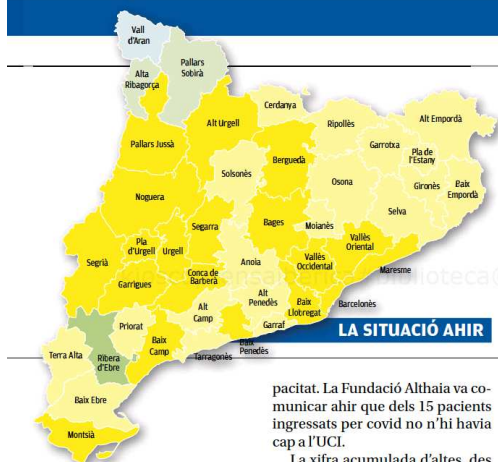 Vall
d'Aran
Pallars
Sobirà
Alta
Ribagorça
Cerdanya
Alt Urgell
Ripollès
Alt Empordà
Pallars Jussà
Berguedà
Garrotxa
Pla de
l'Estany
Solsonès
Osona
Gironès
Baix
Empordà
Noguera
Selva
Segarra
Bages
Moianès
Vallès
Oriental
Pla
d'Urgell
Urgell
Segrià
Anoia
Vallès
Occidental
Maresme
Conca de
Barberà
Garrigues
Alt
Penedès
Baix
Llobregat
Barcelonès
Alt
Camp
Garraf
Priorat
Baix
Camp
Tarragonès
Baix
Penedès
Terra Alta
Ribera
d'Ebre
Baix Ebre
Montsià
LA SITUACIÓ AHIR
pacitat. La Fundació Althaia va co-
municar ahir que dels 15 pacients
ingressats per covid no n'hi havia
cap a l'UCI.
La xifra acumulada d'altes, des